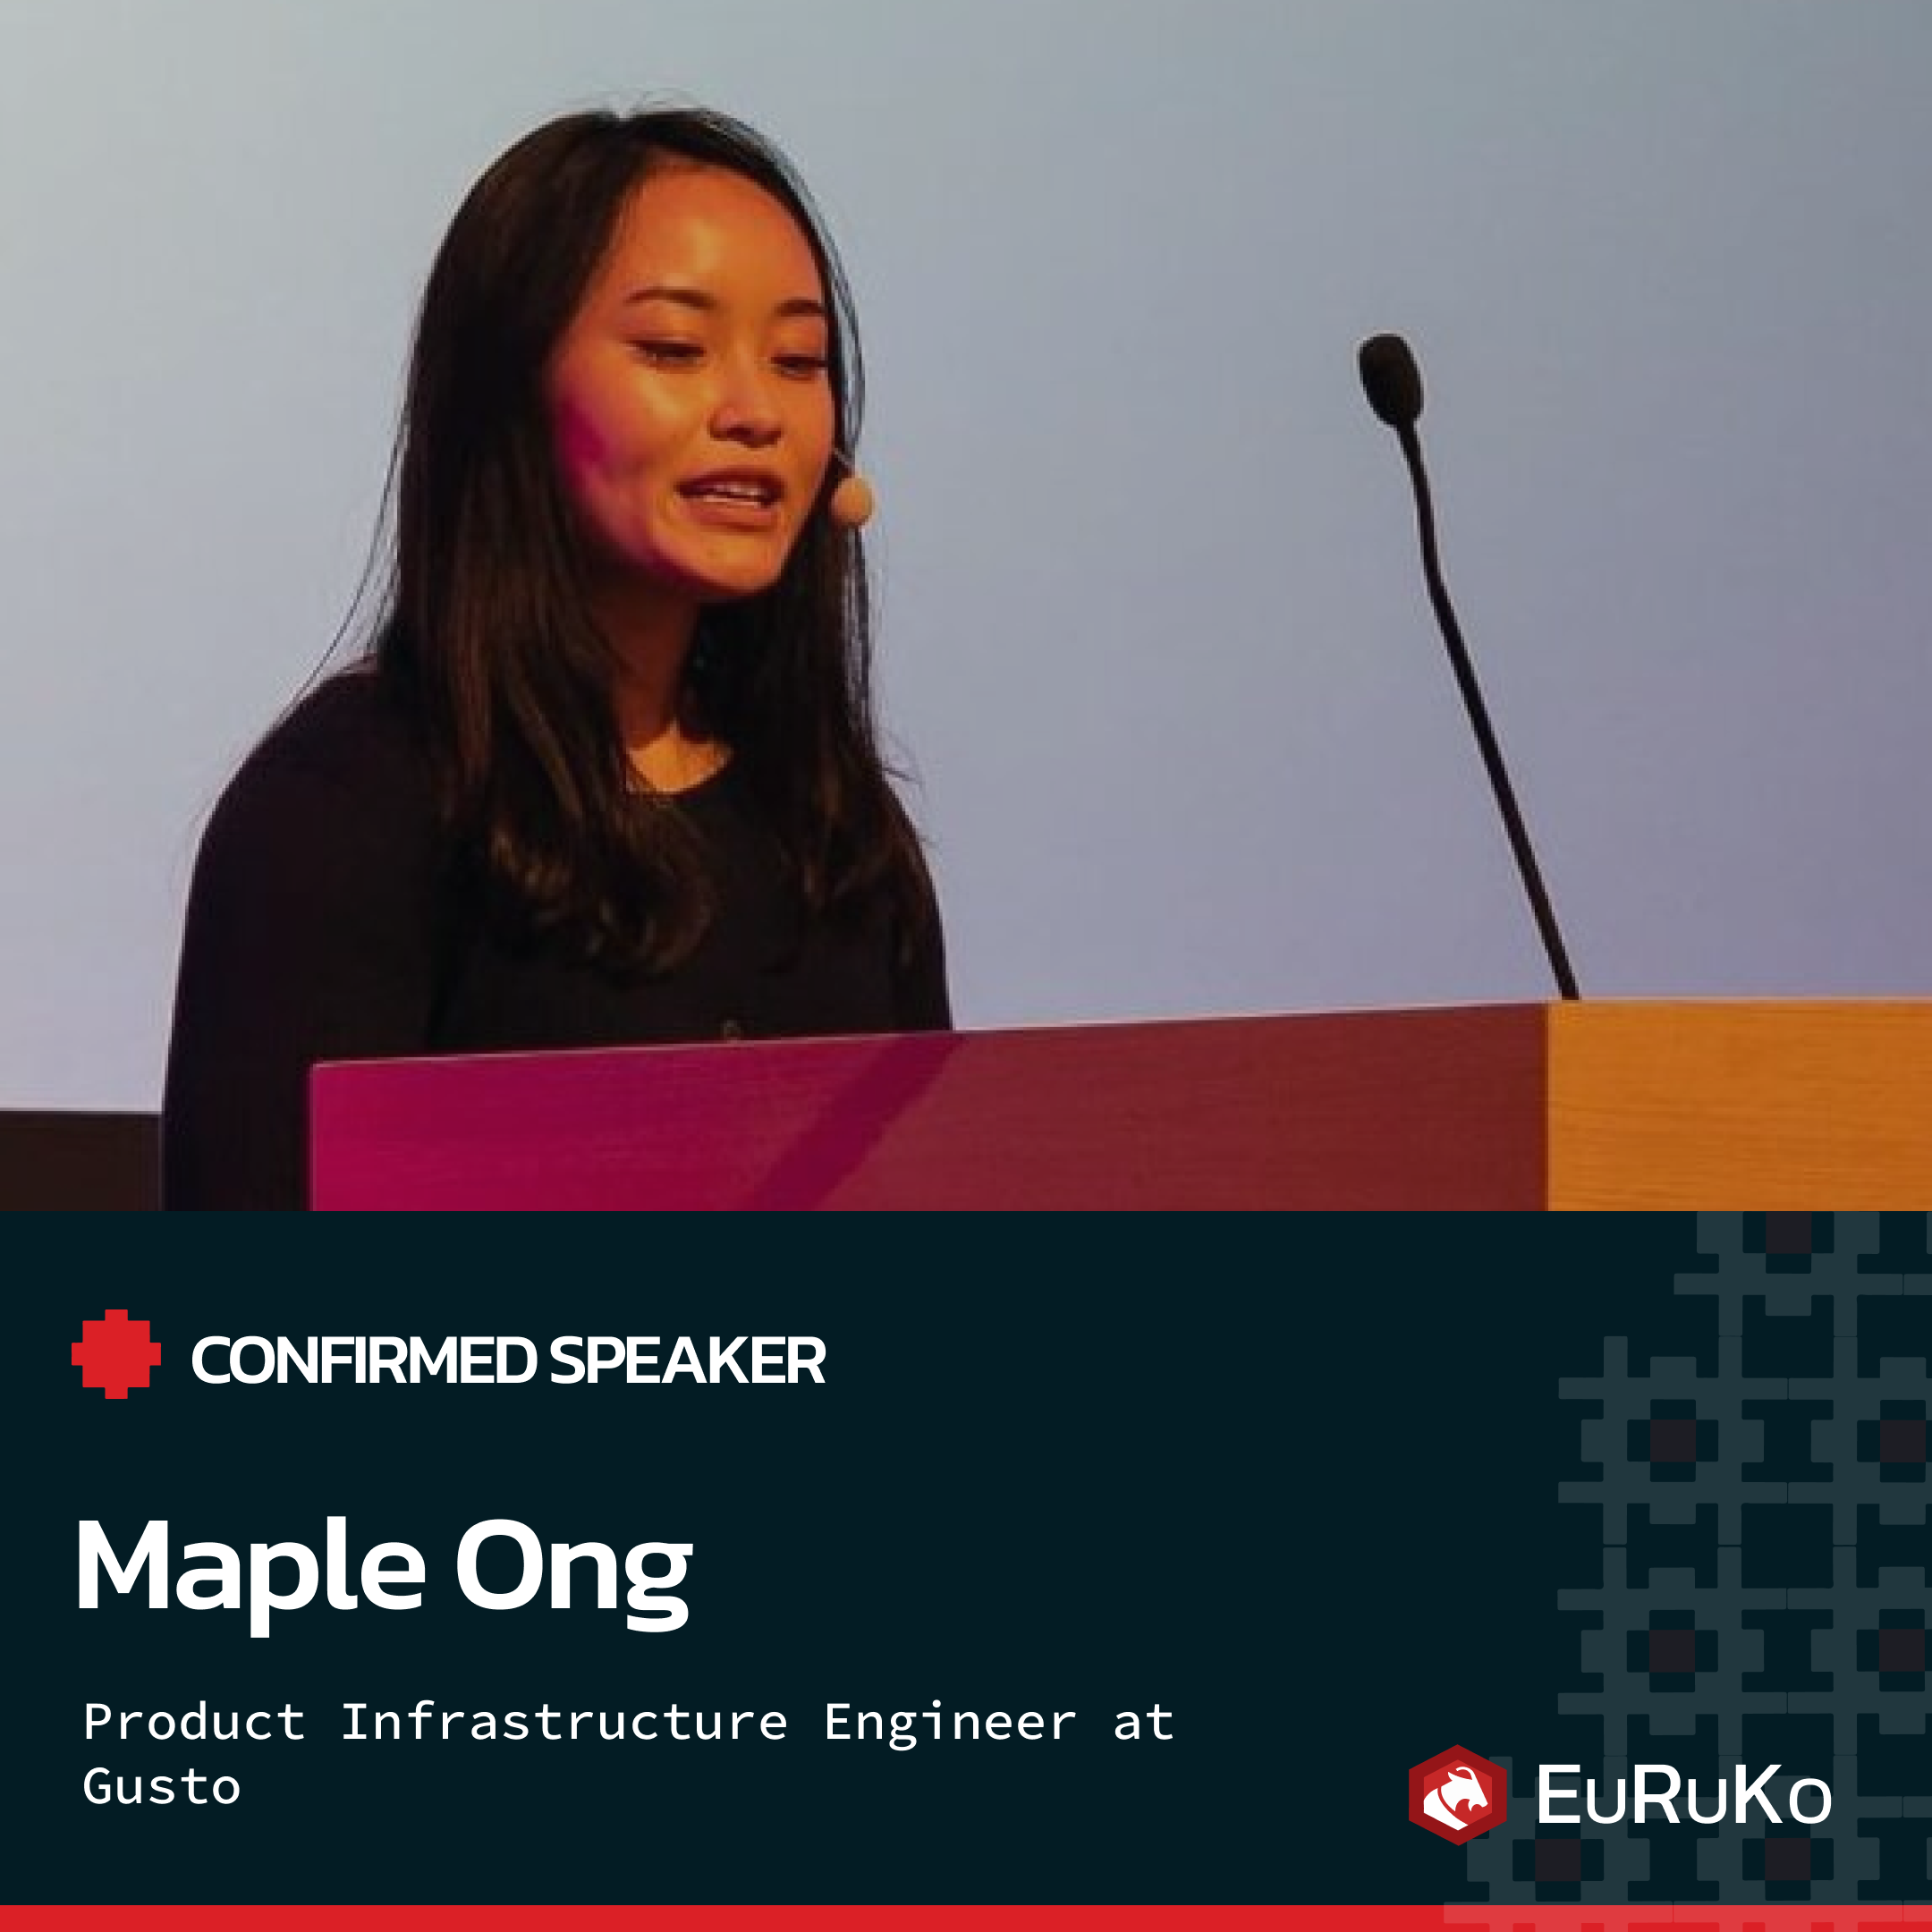 CONFIRMED SPEAKER
Maple Ong
Product Infrastructure Engineer at
Gusto
EuRuKo